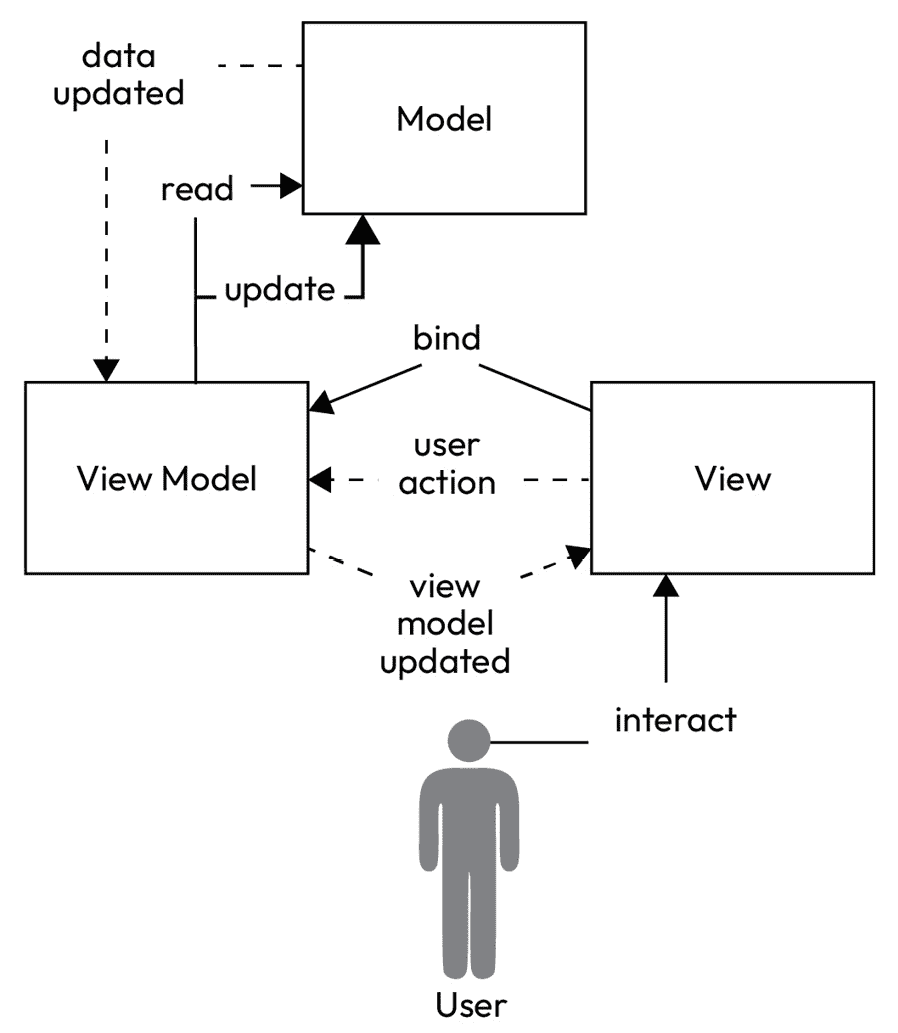 data
updated
Model
read
update
bind
View Model
user
action
View
view
model
updated
interact
User